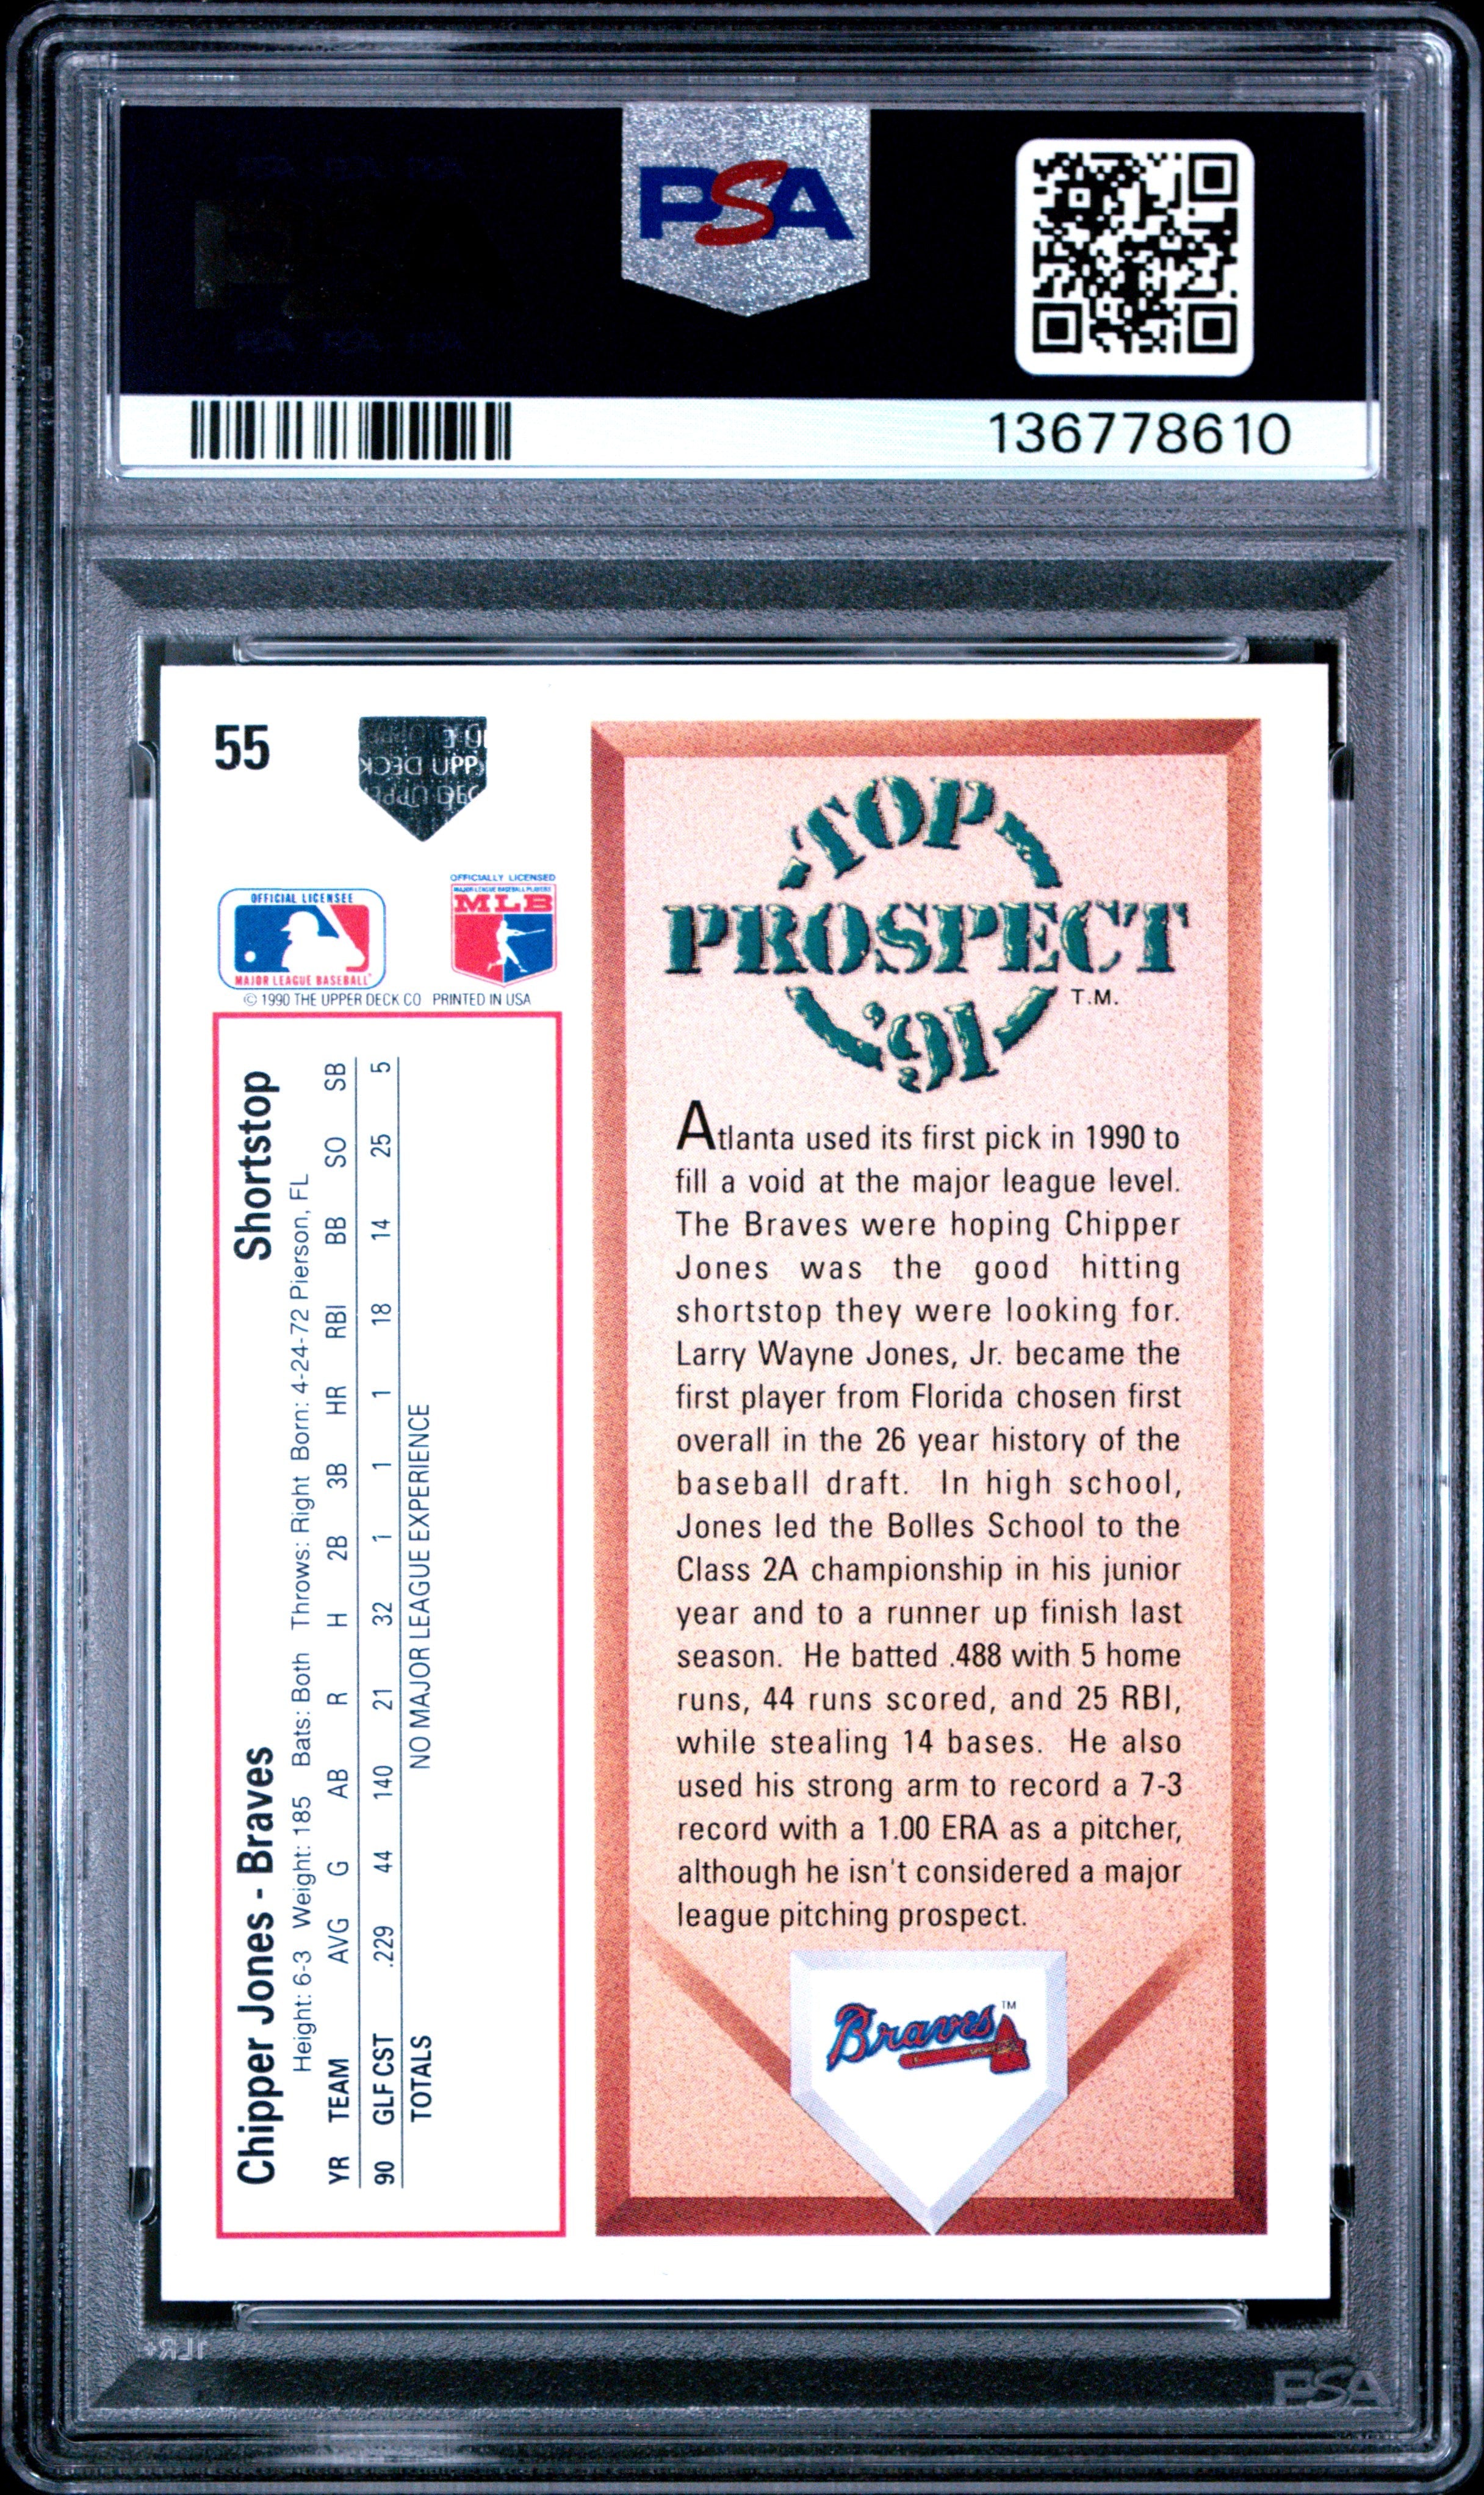 PSA
136778610
55
UPPER DECK
OFFICIAL LICENSEE
MAJOR LEAGUE BASEBALL
OFFICIALLY LICENSED
MAJOR LEAGUE BASEBALL PLAYERS
MLB
© 1990 THE UPPER DECK CO PRINTED IN USA
Chipper Jones - Braves Shortstop
Height: 6-3 Weight: 185 Bats: Both Throws: Right Born: 4-24-72 Pierson, FL
YR TEAM AVG G AB R H 2B 3B HR RBI BB SO SB
90 GLF CST .229 44 140 21 32 1 1 1 18 14 25 5
TOTALS NO MAJOR LEAGUE EXPERIENCE
TOP
PROSPECT
'91 T.M.
Atlanta used its first pick in 1990 to
fill a void at the major league level.
The Braves were hoping Chipper
Jones was the good hitting
shortstop they were looking for.
Larry Wayne Jones, Jr. became the
first player from Florida chosen first
overall in the 26 year history of the
baseball draft. In high school,
Jones led the Bolles School to the
Class 2A championship in his junior
year and to a runner up finish last
season. He batted .488 with 5 home
runs, 44 runs scored, and 25 RBI,
while stealing 14 bases. He also
used his strong arm to record a 7-3
record with a 1.00 ERA as a pitcher,
although he isn't considered a major
league pitching prospect.
Braves TM
1LR+
PSA